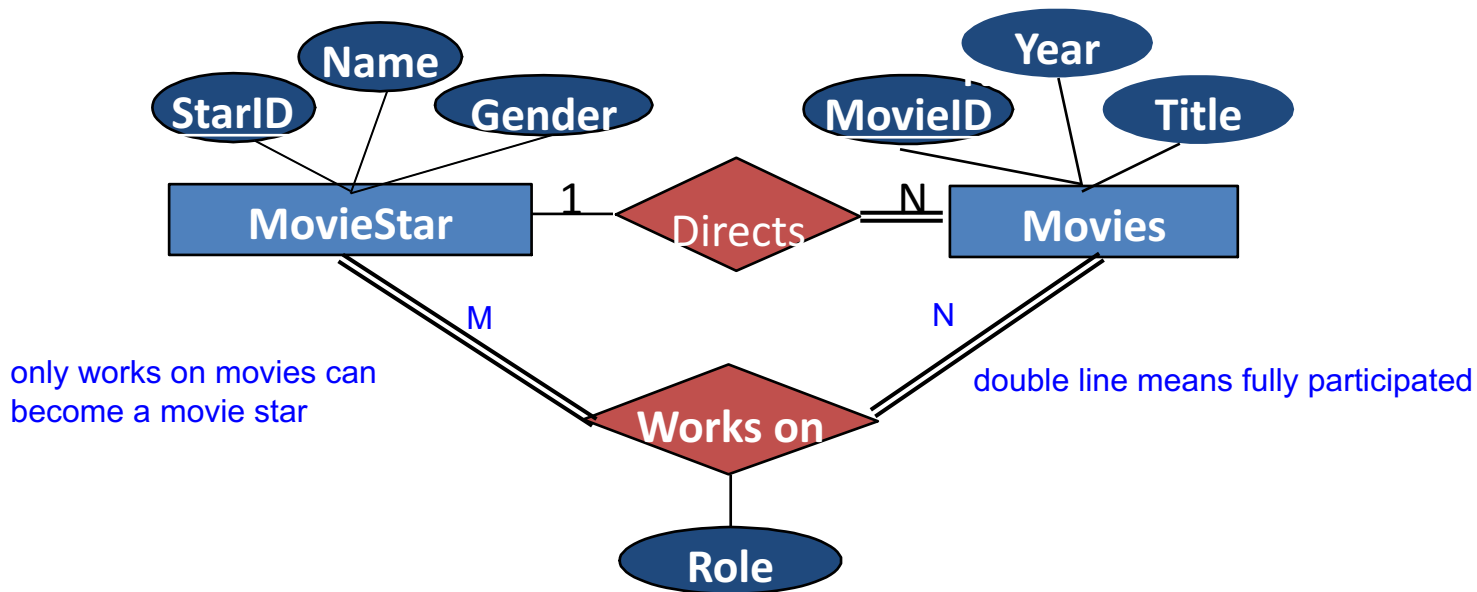 Name
Year
StarID
Gender
MovieID
Title
MovieStar
1
Directs
N
Movies
M
N
only works on movies can
become a movie star
double line means fully participated
Works on
Role